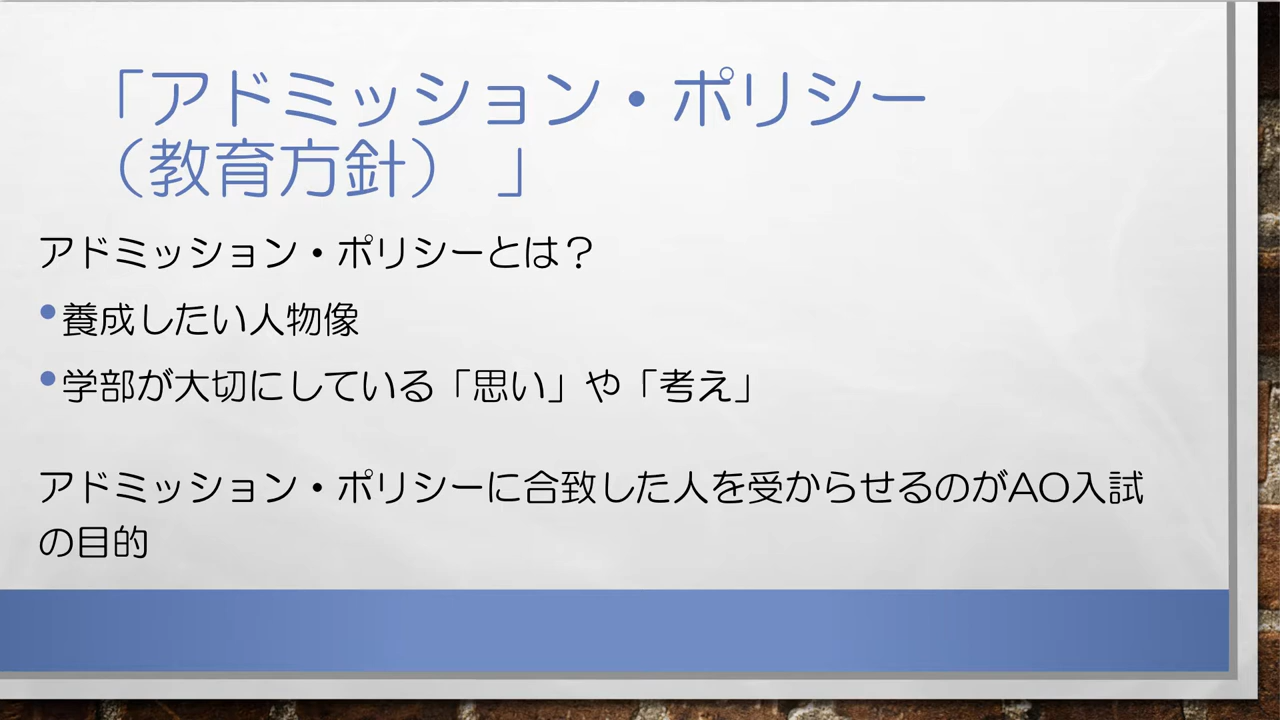 「アドミッション・ポリシー
（教育方針） 」
アドミッション・ポリシーとは？
•養成したい人物像
•学部が大切にしている「思い」や「考え」
アドミッション・ポリシーに合致した人を受からせるのがAO入試
の目的